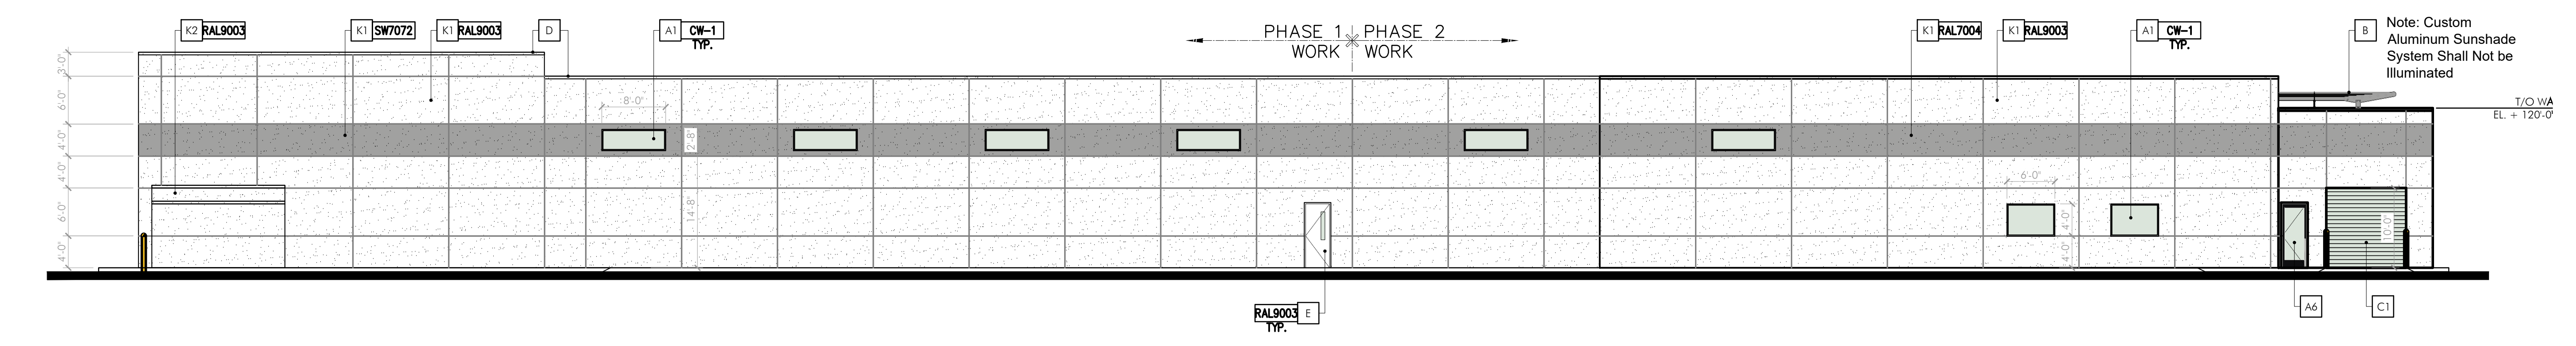 K2 RAL9003
K1 SW7072
K1 RAL9003
D
A1 CW-1
TYP.
PHASE 1 PHASE 2
WORK WORK
K1 RAL7004
K1 RAL9003
A1 CW-1
TYP.
B
Note: Custom
Aluminum Sunshade
System Shall Not be
Illuminated
T/O WA
EL. + 120'-0"
3'-0"
6'-0"
4'-0"
4'-0"
6'-0"
4'-0"
8'-0"
2'-8"
14'-8"
6'-0"
4'-0"
4'-0"
10'-0"
RAL9003 E
TYP.
A6
C1